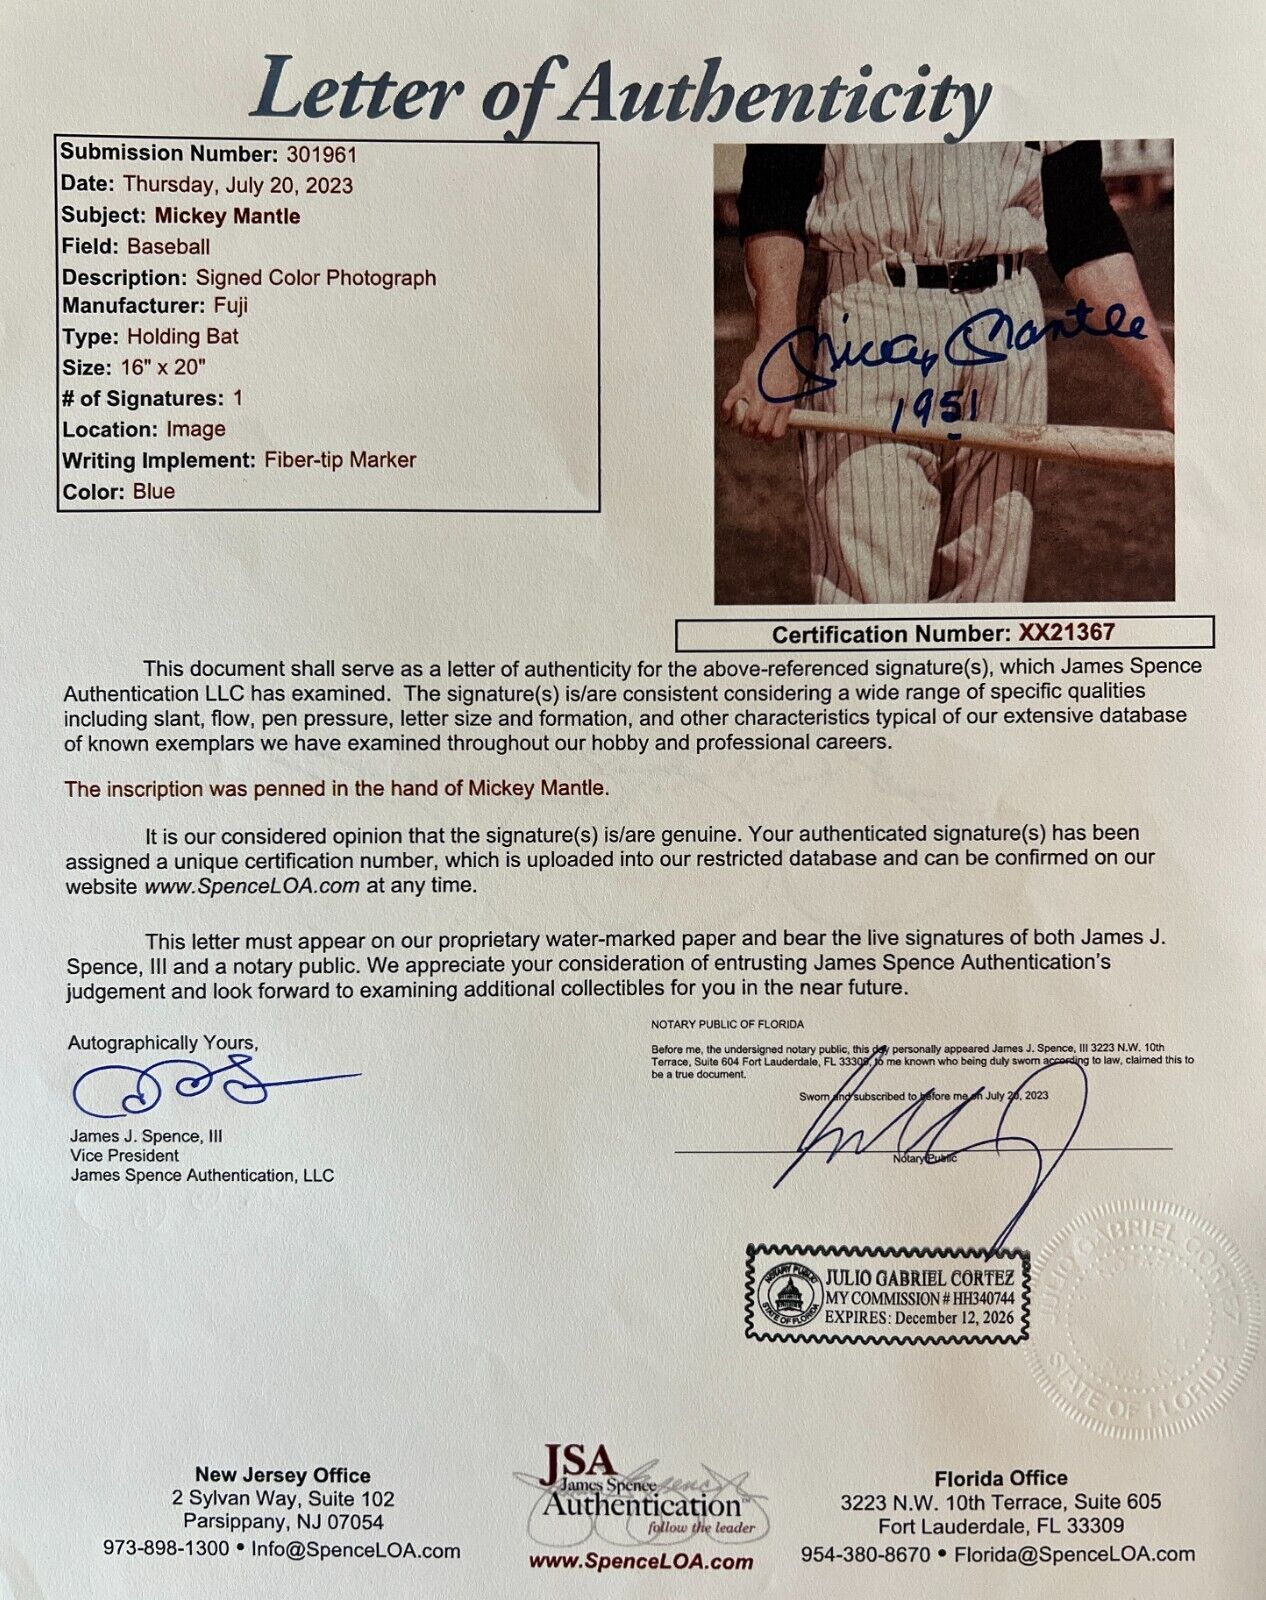 Letter of Authenticity
Submission Number: 301961
Date: Thursday, July 20, 2023
Subject: Mickey Mantle
Field: Baseball
Description: Signed Color Photograph
Manufacturer: Fuji
Type: Holding Bat
Size: 16" x 20"
# of Signatures: 1
Location: Image
Writing Implement: Fiber-tip Marker
Color: Blue
Mickey Mantle
1951
Certification Number: XX21367
This document shall serve as a letter of authenticity for the above-referenced signature(s), which James Spence
Authentication LLC has examined. The signature(s) is/are consistent considering a wide range of specific qualities
including slant, flow, pen pressure, letter size and formation, and other characteristics typical of our extensive database
of known exemplars we have examined throughout our hobby and professional careers.
The inscription was penned in the hand of Mickey Mantle.
It is our considered opinion that the signature(s) is/are genuine. Your authenticated signature(s) has been
assigned a unique certification number, which is uploaded into our restricted database and can be confirmed on our
website www.SpenceLOA.com at any time.
This letter must appear on our proprietary water-marked paper and bear the live signatures of both James J.
Spence, III and a notary public. We appreciate your consideration of entrusting James Spence Authentication's
judgement and look forward to examining additional collectibles for you in the near future.
Autographically Yours,
James J. Spence, III
Vice President
James Spence Authentication, LLC
NOTARY PUBLIC OF FLORIDA
Before me, the undersigned notary public, this day personally appeared James J. Spence, III 3223 N.W. 10th
Terrace, Suite 604 Fort Lauderdale, FL 33309, to me known who being duly sworn according to law, claimed this to
be a true document.
Sworn and subscribed to before me on July 20, 2023
Notary Public
NOTARY PUBLIC
STATE OF FLORIDA
JULIO GABRIEL CORTEZ
MY COMMISSION # HH340744
EXPIRES: December 12, 2026
JULIO GABRIEL CORTEZ
STATE OF FLORIDA
New Jersey Office
2 Sylvan Way, Suite 102
Parsippany, NJ 07054
973-898-1300 • Info@SpenceLOA.com
JSA
James Spence
Authentication™
follow the leader
www.SpenceLOA.com
Florida Office
3223 N.W. 10th Terrace, Suite 605
Fort Lauderdale, FL 33309
954-380-8670 • Florida@SpenceLOA.com